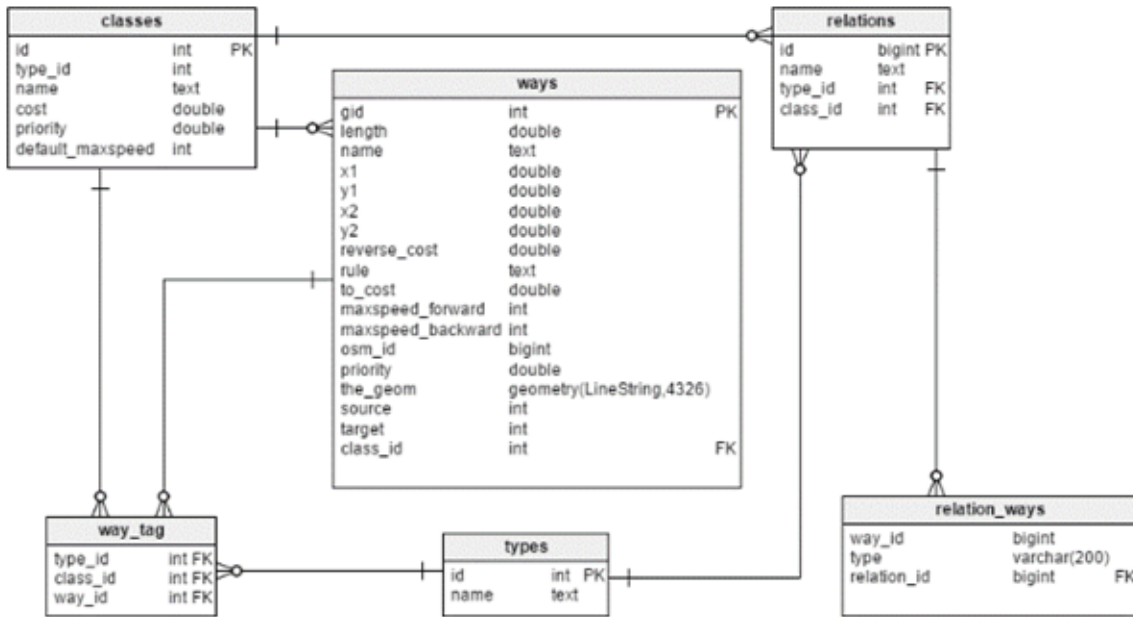 classes
id int PK
type_id int
name text
cost double
priority double
default_maxspeed int
relations
id bigint PK
name text
type_id int FK
class_id int FK
ways
gid int PK
length double
name text
x1 double
y1 double
x2 double
y2 double
reverse_cost double
rule text
to_cost double
maxspeed_forward int
maxspeed_backward int
osm_id bigint
priority double
the_geom geometry(LineString,4326)
source int
target int
class_id int FK
way_tag
type_id int FK
class_id int FK
way_id int FK
types
id int PK
name text
relation_ways
way_id bigint
type varchar(200)
relation_id bigint FK